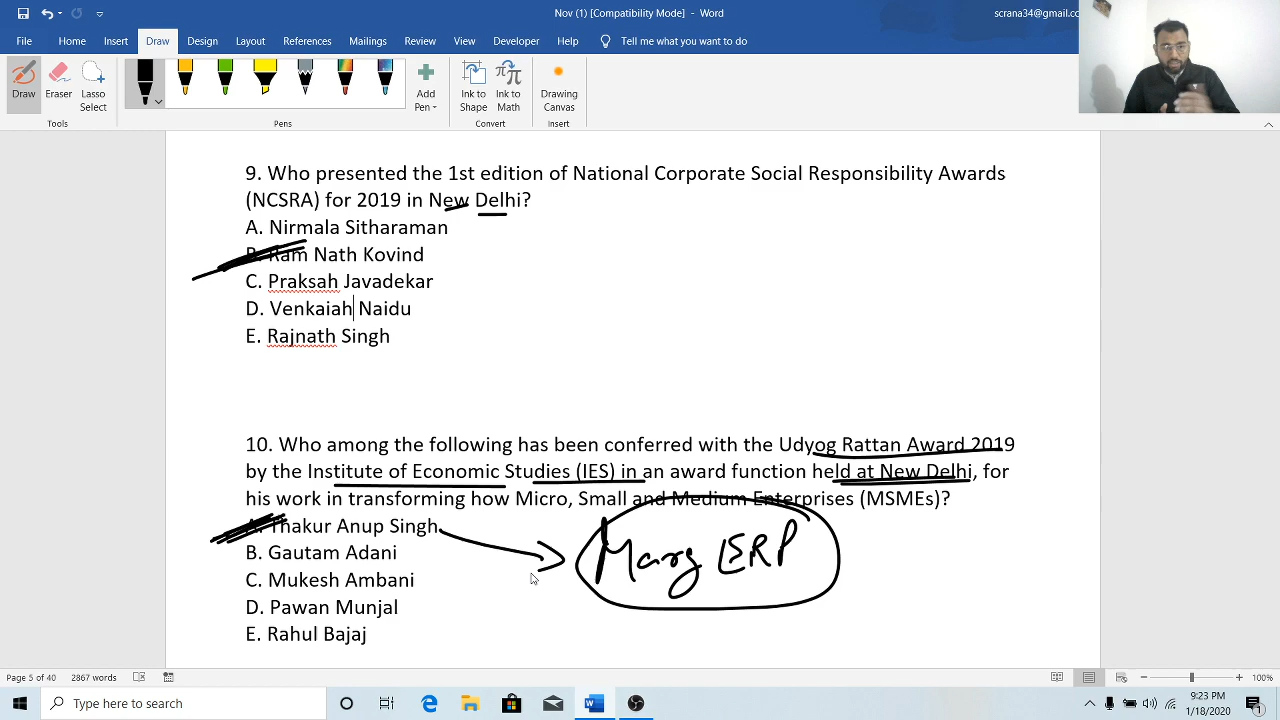 Nov (1) [Compatibility Mode] - Word
scrana34@gmail.co
File Home Insert Draw Design Layout References Mailings Review View Developer Help Tell me what you want to do
Draw Eraser Lasso Select Add Pen Ink to Shape Ink to Math Drawing Canvas
Tools Pens Convert Insert
9. Who presented the 1st edition of National Corporate Social Responsibility Awards
(NCSRA) for 2019 in New Delhi?
A. Nirmala Sitharaman
B. Ram Nath Kovind
C. Praksah Javadekar
D. Venkaiah Naidu
E. Rajnath Singh
10. Who among the following has been conferred with the Udyog Rattan Award 2019
by the Institute of Economic Studies (IES) in an award function held at New Delhi, for
his work in transforming how Micro, Small and Medium Enterprises (MSMEs)?
A. Thakur Anup Singh
Marg ERP
B. Gautam Adani
C. Mukesh Ambani
D. Pawan Munjal
E. Rahul Bajaj
Page 5 of 40 2867 words 100%
Type here to search
9:23 PM
1/18/2020